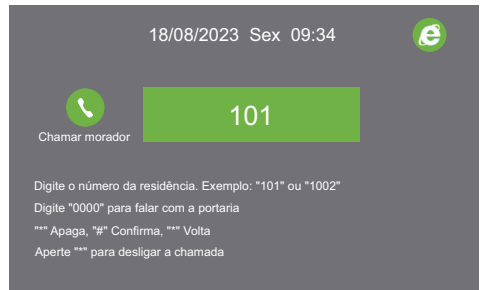 18/08/2023 Sex 09:34
101
Chamar morador
Digite o número da residência. Exemplo: "101" ou "1002"
Digite "0000" para falar com a portaria
"*" Apaga, "#" Confirma, "*" Volta
Aperte "*" para desligar a chamada